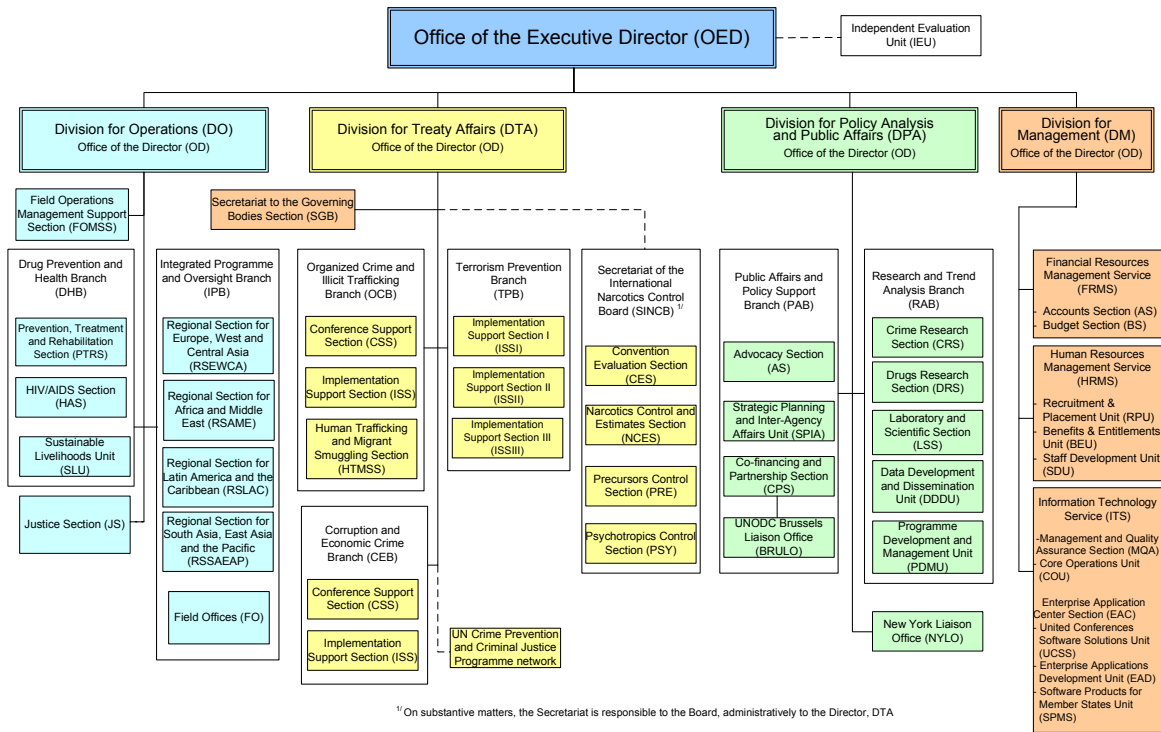 Office of the Executive Director (OED)
Independent Evaluation
Unit (IEU)
Division for Operations (DO)
Office of the Director (OD)
Division for Treaty Affairs (DTA)
Office of the Director (OD)
Division for Policy Analysis
and Public Affairs (DPA)
Office of the Director (OD)
Division for
Management (DM)
Office of the Director (OD)
Field Operations
Management Support
Section (FOMSS)
Secretariat to the Governing
Bodies Section (SGB)
Drug Prevention and
Health Branch
(DHB)
Prevention, Treatment
and Rehabilitation
Section (PTRS)
HIV/AIDS Section
(HAS)
Sustainable
Livelihoods Unit
(SLU)
Justice Section (JS)
Integrated Programme
and Oversight Branch
(IPB)
Regional Section for
Europe, West and
Central Asia
(RSEWCA)
Regional Section for
Africa and Middle
East (RSAME)
Regional Section for
Latin America and the
Caribbean (RSLAC)
Regional Section for
South Asia, East Asia
and the Pacific
(RSSAEAP)
Field Offices (FO)
Organized Crime and
Illicit Trafficking
Branch (OCB)
Conference Support
Section (CSS)
Implementation
Support Section (ISS)
Human Trafficking
and Migrant
Smuggling Section
(HTMSS)
Terrorism Prevention
Branch
(TPB)
Implementation
Support Section I
(ISSI)
Implementation
Support Section II
(ISSII)
Implementation
Support Section III
(ISSIII)
Corruption and
Economic Crime
Branch (CEB)
Conference Support
Section (CSS)
Implementation
Support Section (ISS)
UN Crime Prevention
and Criminal Justice
Programme network
Secretariat of the
International
Narcotics Control
Board (SINCB) 1/
Convention
Evaluation Section
(CES)
Narcotics Control and
Estimates Section
(NCES)
Precursors Control
Section (PRE)
Psychotropics Control
Section (PSY)
Public Affairs and
Policy Support
Branch (PAB)
Advocacy Section
(AS)
Strategic Planning
and Inter-Agency
Affairs Unit (SPIA)
Co-financing and
Partnership Section
(CPS)
UNODC Brussels
Liaison Office
(BRULO)
Research and Trend
Analysis Branch
(RAB)
Crime Research
Section (CRS)
Drugs Research
Section (DRS)
Laboratory and
Scientific Section
(LSS)
Data Development
and Dissemination
Unit (DDDU)
Programme
Development and
Management Unit
(PDMU)
New York Liaison
Office (NYLO)
Financial Resources
Management Service
(FRMS)
- Accounts Section (AS)
- Budget Section (BS)
Human Resources
Management Service
(HRMS)
- Recruitment &
Placement Unit (RPU)
- Benefits & Entitlements
Unit (BEU)
- Staff Development Unit
(SDU)
Information Technology
Service (ITS)
-Management and Quality
Assurance Section (MQA)
- Core Operations Unit
(COU)
Enterprise Application
Center Section (EAC)
- United Conferences
Software Solutions Unit
(UCSS)
- Enterprise Applications
Development Unit (EAD)
- Software Products for
Member States Unit
(SPMS)
1/ On substantive matters, the Secretariat is responsible to the Board, administratively to the Director, DTA